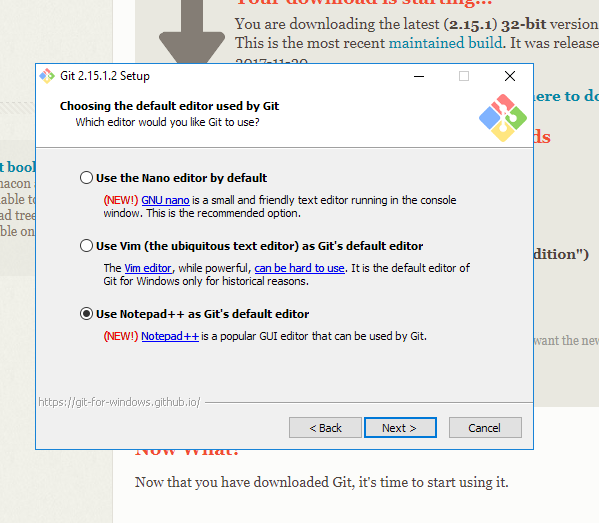 Your download is starting...
You are downloading the latest (2.15.1) 32-bit version
This is the most recent maintained build. It was release
2017-11-20
Git 2.15.1.2 Setup
Choosing the default editor used by Git
Which editor would you like Git to use?
Use the Nano editor by default
(NEW!) GNU nano is a small and friendly text editor running in the console
window. This is the recommended option.
Use Vim (the ubiquitous text editor) as Git's default editor
The Vim editor, while powerful, can be hard to use. It is the default editor of
Git for Windows only for historical reasons.
Use Notepad++ as Git's default editor
(NEW!) Notepad++ is a popular GUI editor that can be used by Git.
https://git-for-windows.github.io/
< Back
Next >
Cancel
ere to do
ds
dition")
want the new
t book
nacon
able to
ad tree
ble on
Now What?
Now that you have downloaded Git, it's time to start using it.